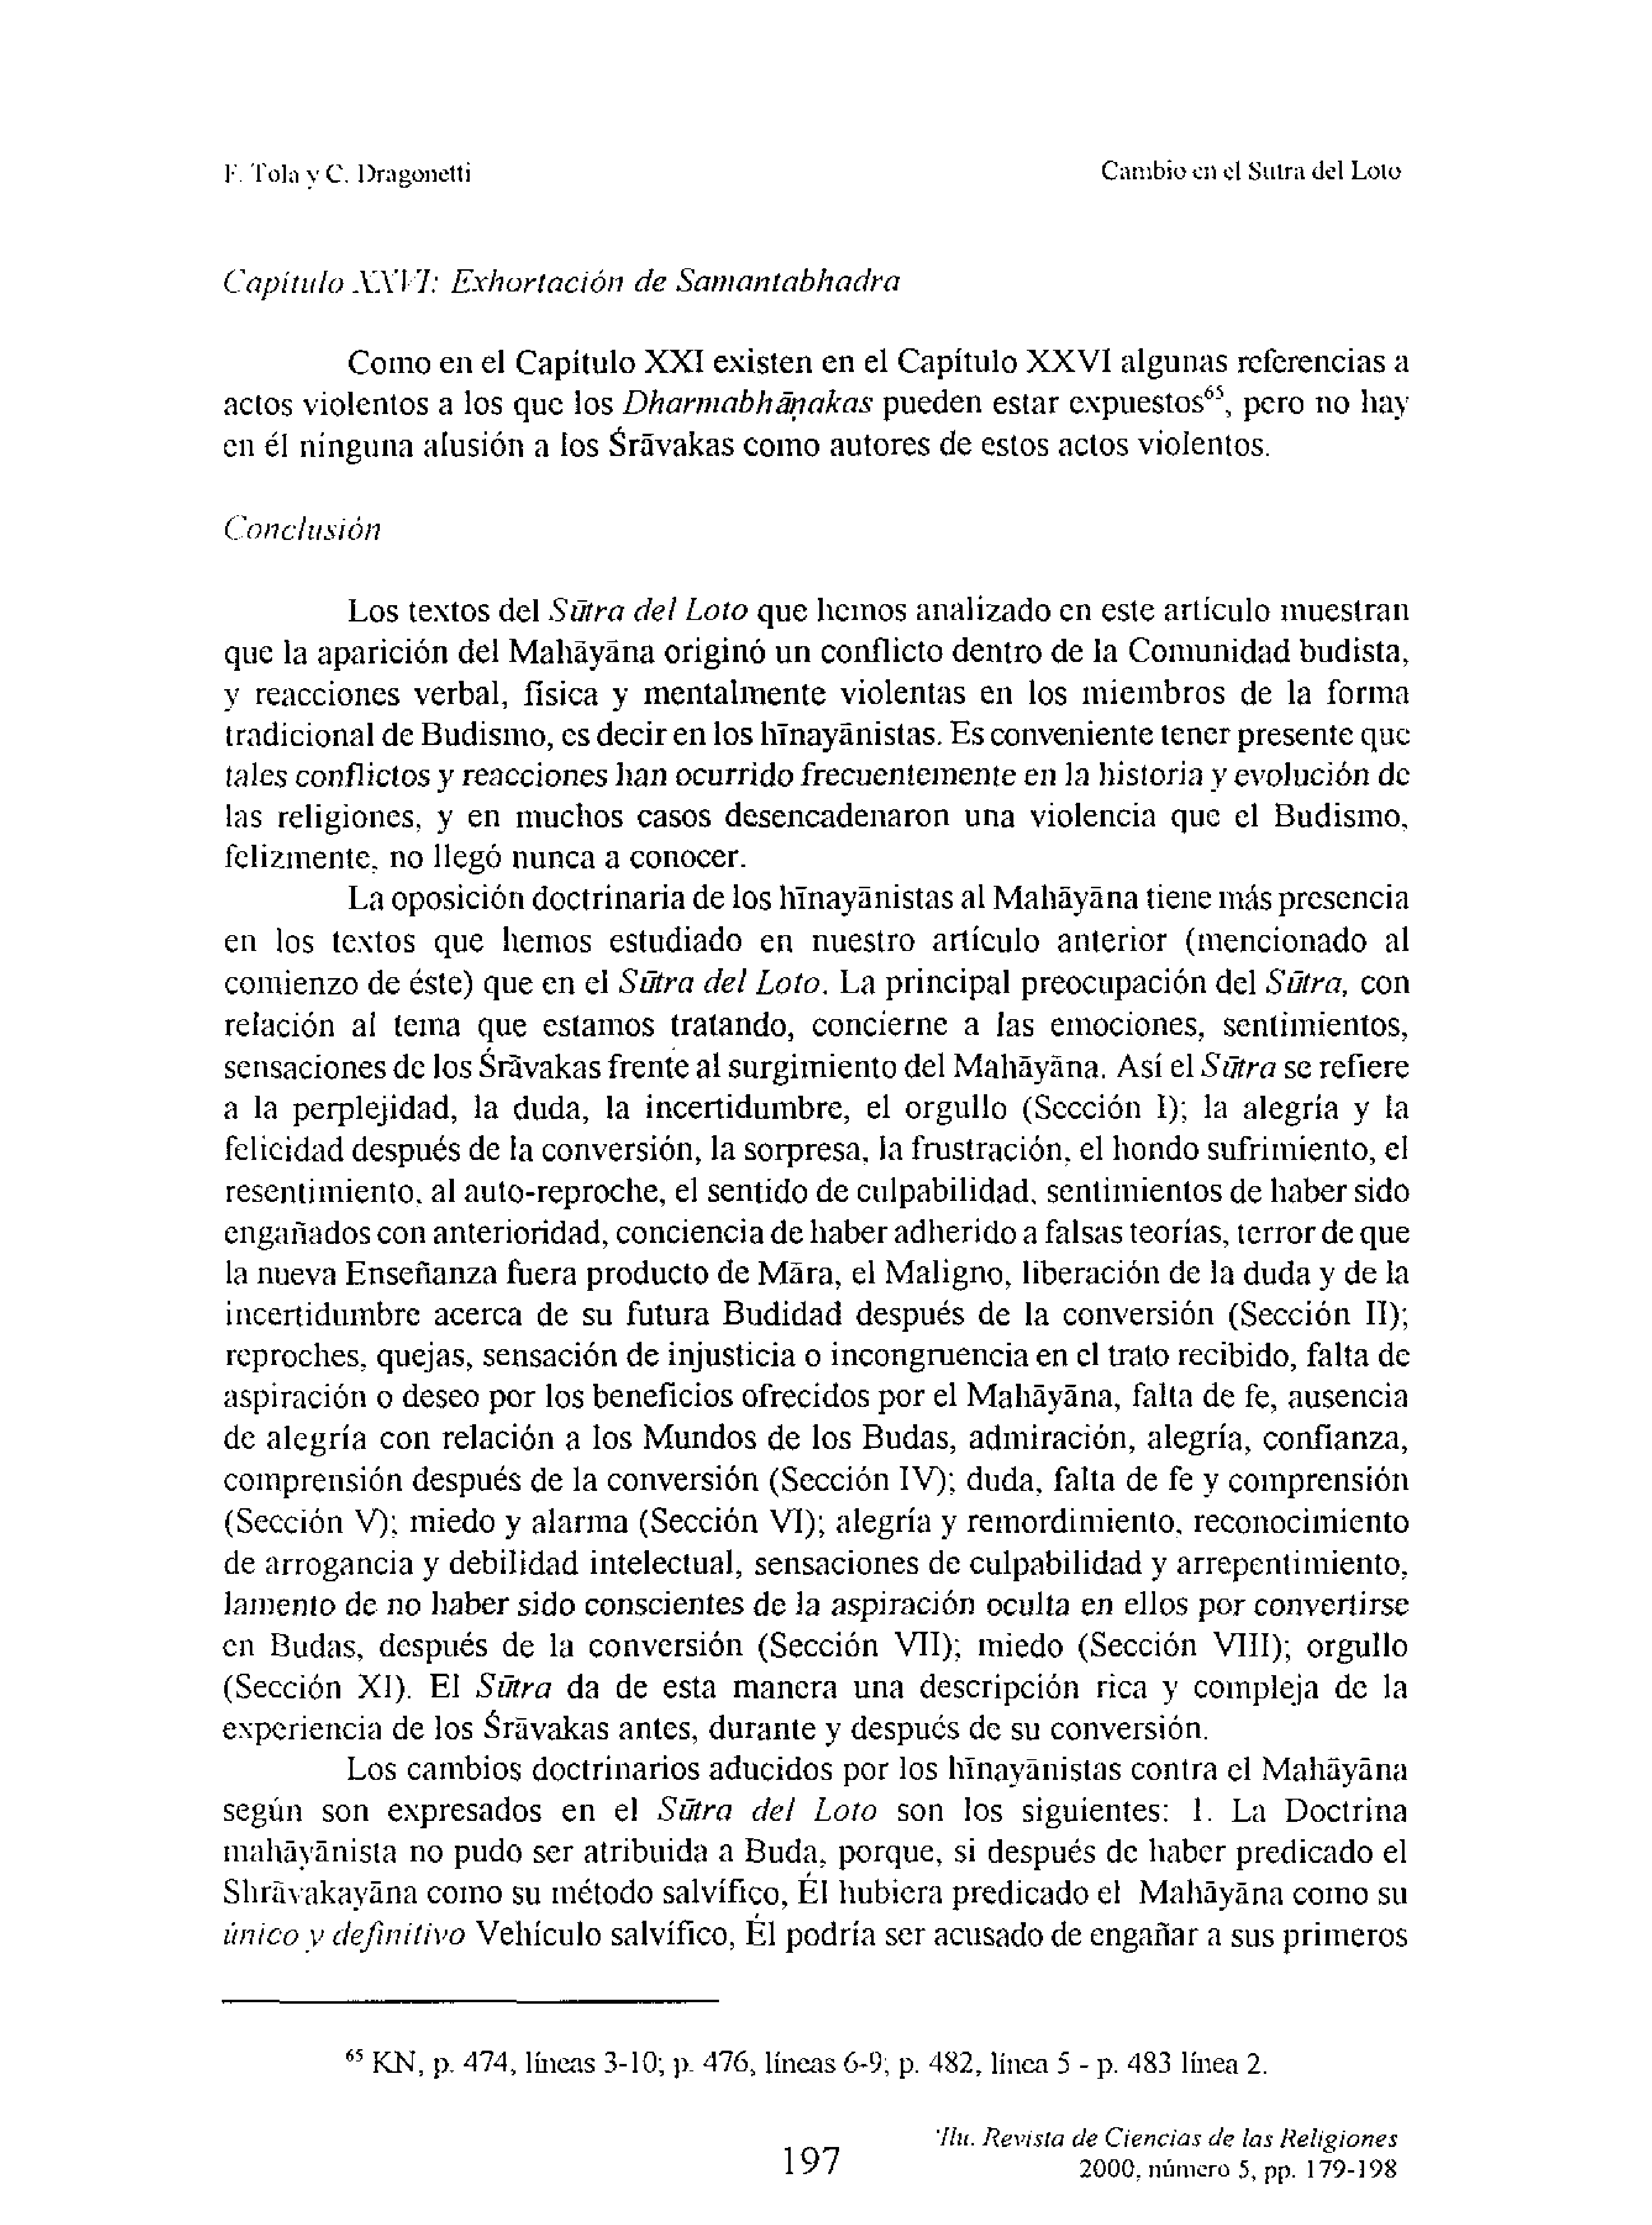 F. Tola y C. Dragonetti
Cambio en el Sutra del Loto
Capítulo XXVI: Exhortación de Samantabhadra
Como en el Capítulo XXI existen en el Capítulo XXVI algunas referencias a
actos violentos a los que los Dharmabhāṇakas pueden estar expuestos⁶⁵, pero no hay
en él ninguna alusión a los Śrāvakas como autores de estos actos violentos.
Conclusión
Los textos del Sūtra del Loto que hemos analizado en este artículo muestran
que la aparición del Mahāyāna originó un conflicto dentro de la Comunidad budista,
y reacciones verbal, física y mentalmente violentas en los miembros de la forma
tradicional de Budismo, es decir en los hīnayānistas. Es conveniente tener presente que
tales conflictos y reacciones han ocurrido frecuentemente en la historia y evolución de
las religiones, y en muchos casos desencadenaron una violencia que el Budismo,
felizmente, no llegó nunca a conocer.
La oposición doctrinaria de los hīnayānistas al Mahāyāna tiene más presencia
en los textos que hemos estudiado en nuestro artículo anterior (mencionado al
comienzo de éste) que en el Sūtra del Loto. La principal preocupación del Sūtra, con
relación al tema que estamos tratando, concierne a las emociones, sentimientos,
sensaciones de los Śrāvakas frente al surgimiento del Mahāyāna. Así el Sūtra se refiere
a la perplejidad, la duda, la incertidumbre, el orgullo (Sección I); la alegría y la
felicidad después de la conversión, la sorpresa, la frustración, el hondo sufrimiento, el
resentimiento, al auto-reproche, el sentido de culpabilidad, sentimientos de haber sido
engañados con anterioridad, conciencia de haber adherido a falsas teorías, terror de que
la nueva Enseñanza fuera producto de Māra, el Maligno, liberación de la duda y de la
incertidumbre acerca de su futura Budidad después de la conversión (Sección II);
reproches, quejas, sensación de injusticia o incongruencia en el trato recibido, falta de
aspiración o deseo por los beneficios ofrecidos por el Mahāyāna, falta de fe, ausencia
de alegría con relación a los Mundos de los Budas, admiración, alegría, confianza,
comprensión después de la conversión (Sección IV); duda, falta de fe y comprensión
(Sección V); miedo y alarma (Sección VI); alegría y remordimiento, reconocimiento
de arrogancia y debilidad intelectual, sensaciones de culpabilidad y arrepentimiento,
lamento de no haber sido conscientes de la aspiración oculta en ellos por convertirse
en Budas, después de la conversión (Sección VII); miedo (Sección VIII); orgullo
(Sección XI). El Sūtra da de esta manera una descripción rica y compleja de la
experiencia de los Śrāvakas antes, durante y después de su conversión.
Los cambios doctrinarios aducidos por los hīnayānistas contra el Mahāyāna
según son expresados en el Sūtra del Loto son los siguientes: 1. La Doctrina
mahāyānista no pudo ser atribuida a Buda, porque, si después de haber predicado el
Shrāvakayāna como su método salvífico, Él hubiera predicado el Mahāyāna como su
único y definitivo Vehículo salvífico, Él podría ser acusado de engañar a sus primeros
⁶⁵ KN, p. 474, líneas 3-10; p. 476, líneas 6-9; p. 482, línea 5 - p. 483 línea 2.
197
'Ilu. Revista de Ciencias de las Religiones
2000, número 5, pp. 179-198